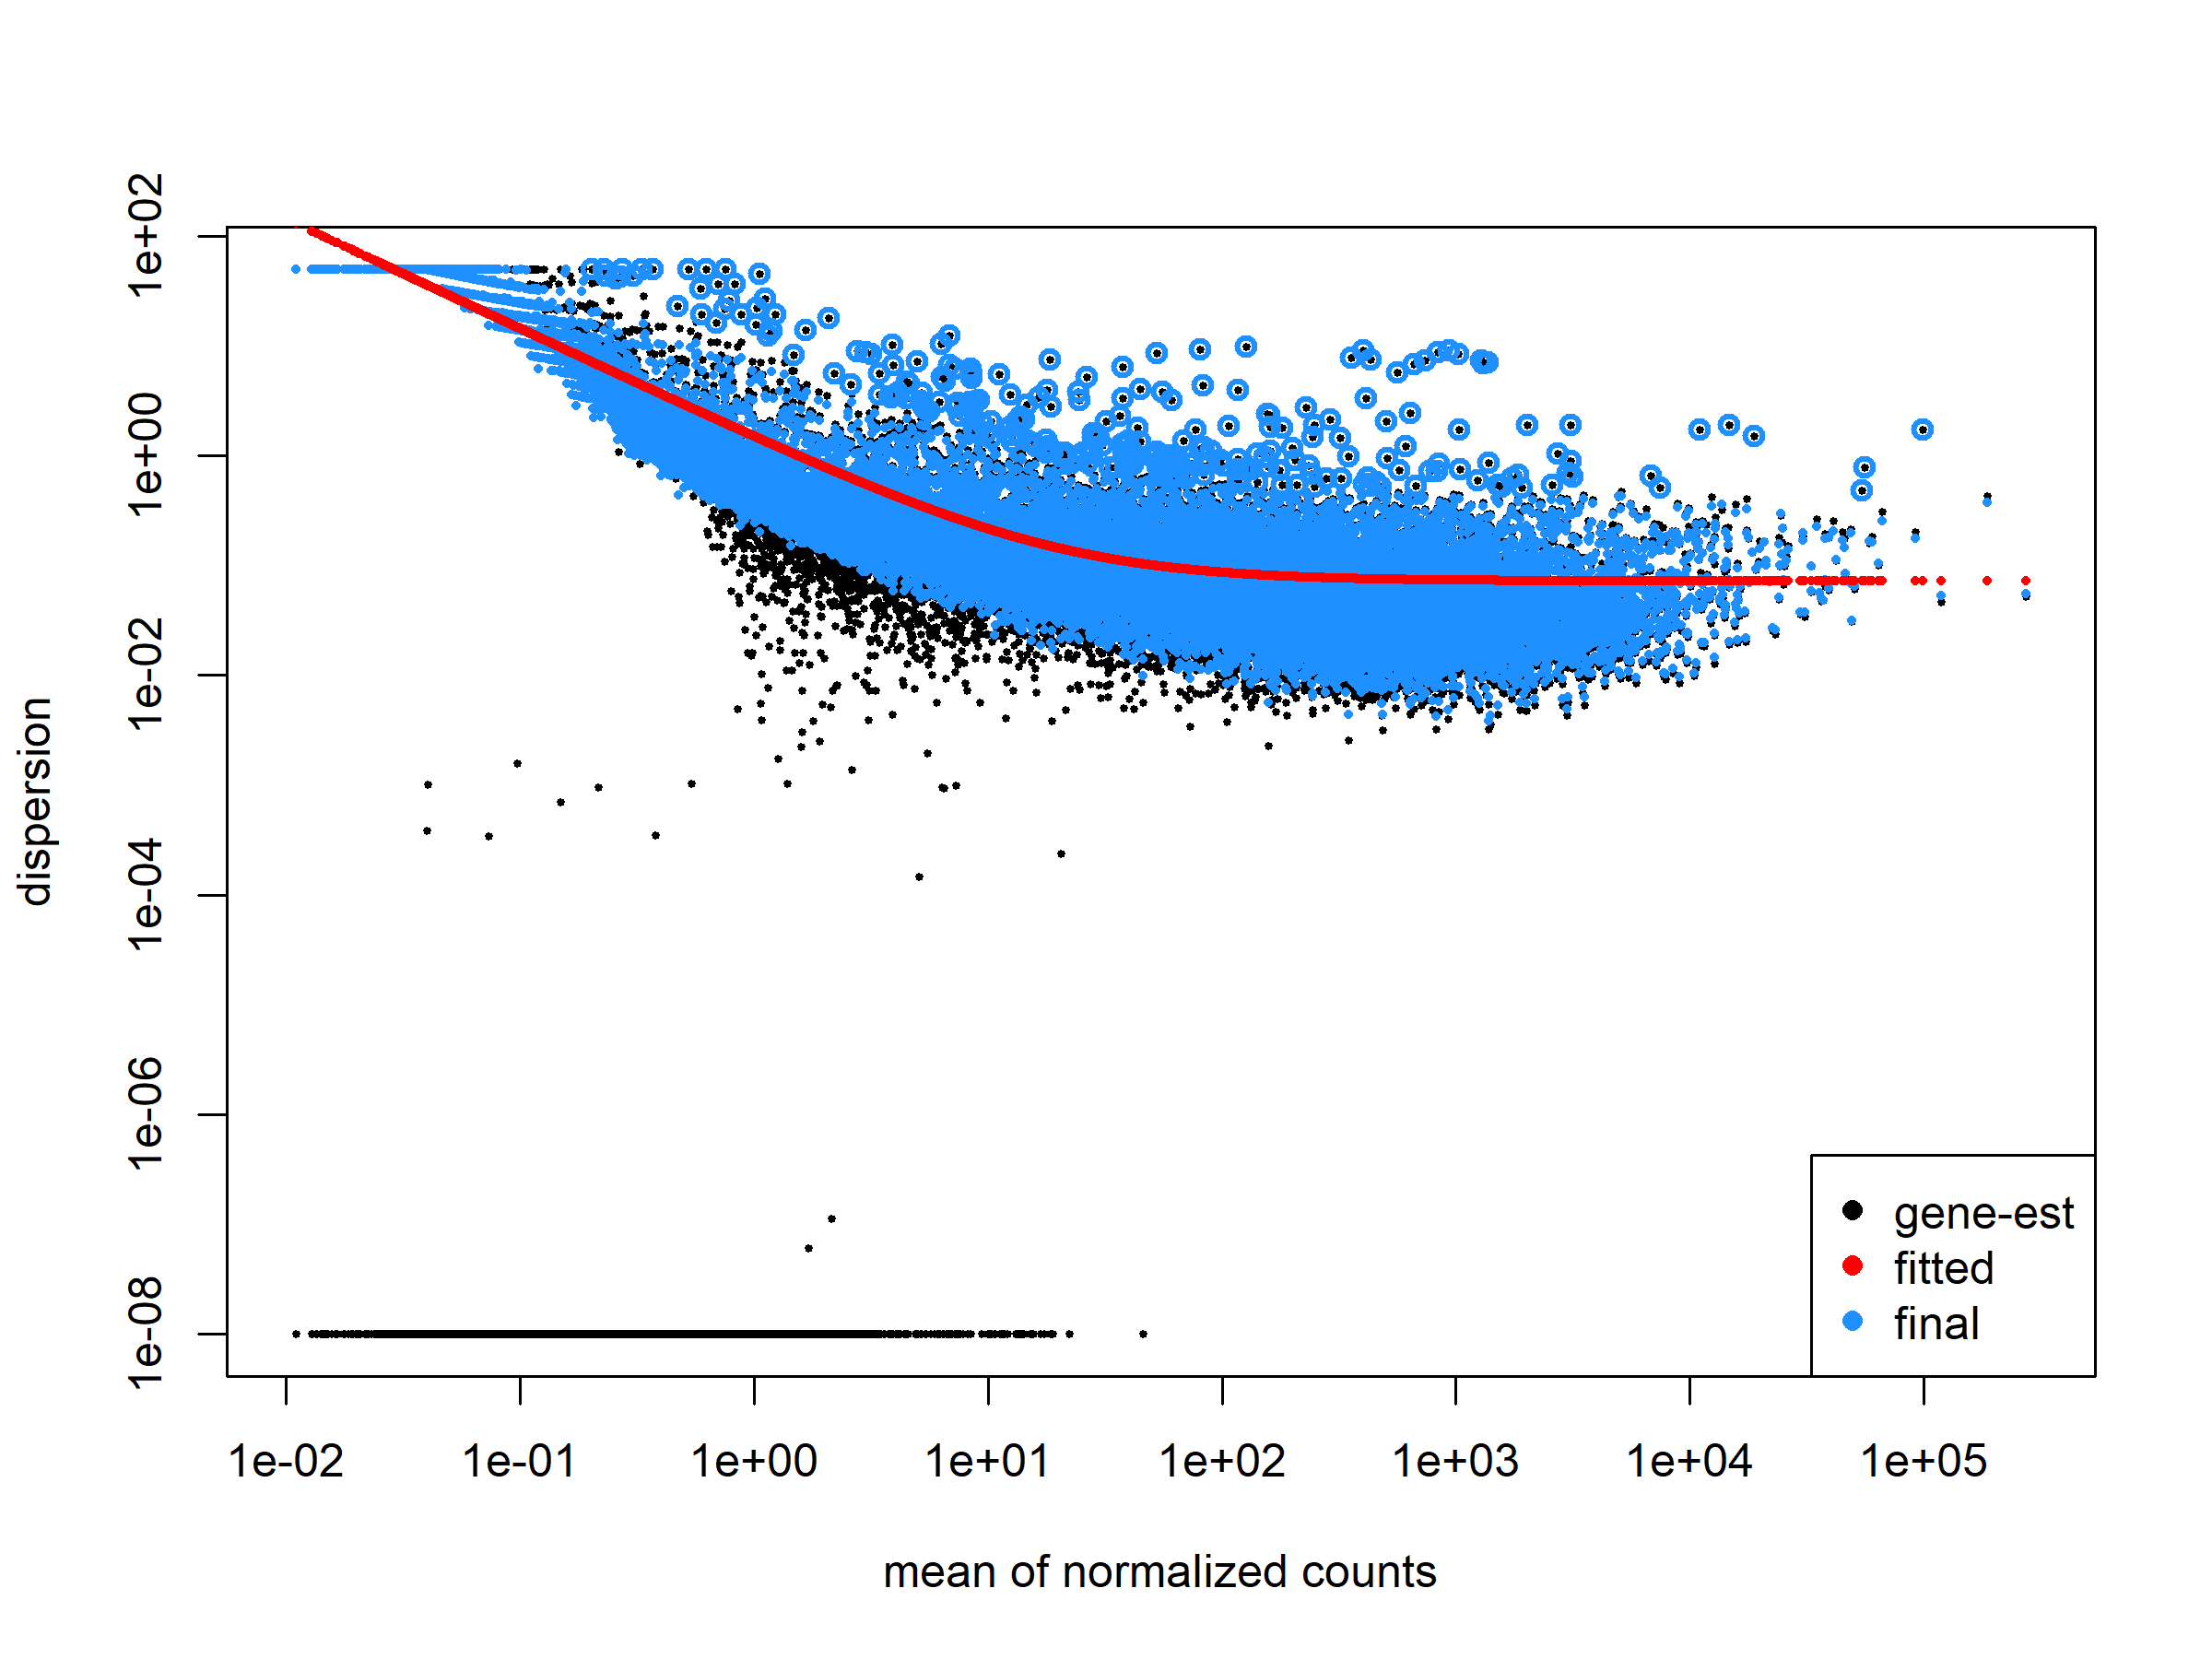 dispersion
1e+02
1e+00
1e-02
1e-04
1e-06
1e-08
gene-est
fitted
final
1e-02 1e-01 1e+00 1e+01 1e+02 1e+03 1e+04 1e+05
mean of normalized counts